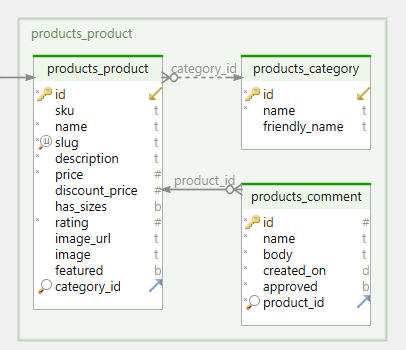 products_product
products_product
id
sku t
name t
slug t
description t
price #
discount_price #
has_sizes b
rating #
image_url t
image t
featured b
category_id
category_id
products_category
id
name t
friendly_name t
product_id
products_comment
id #
name t
body t
created_on d
approved b
product_id